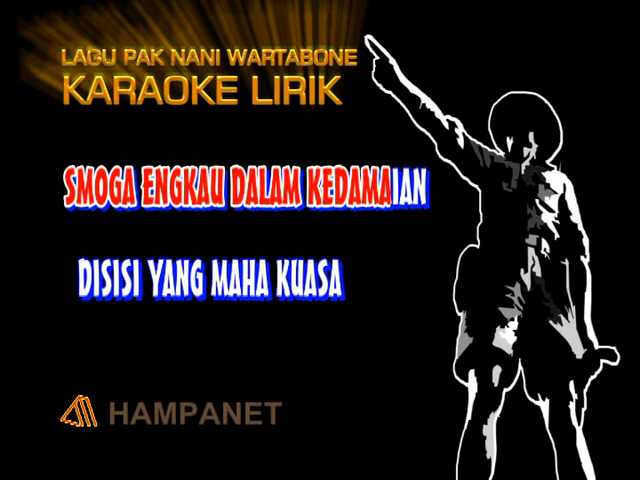 LAGU PAK NANI WARTABONE
KARAOKE LIRIK
SMOGA ENGKAU DALAM KEDAMAIAN
DISISI YANG MAHA KUASA
HAMPANET